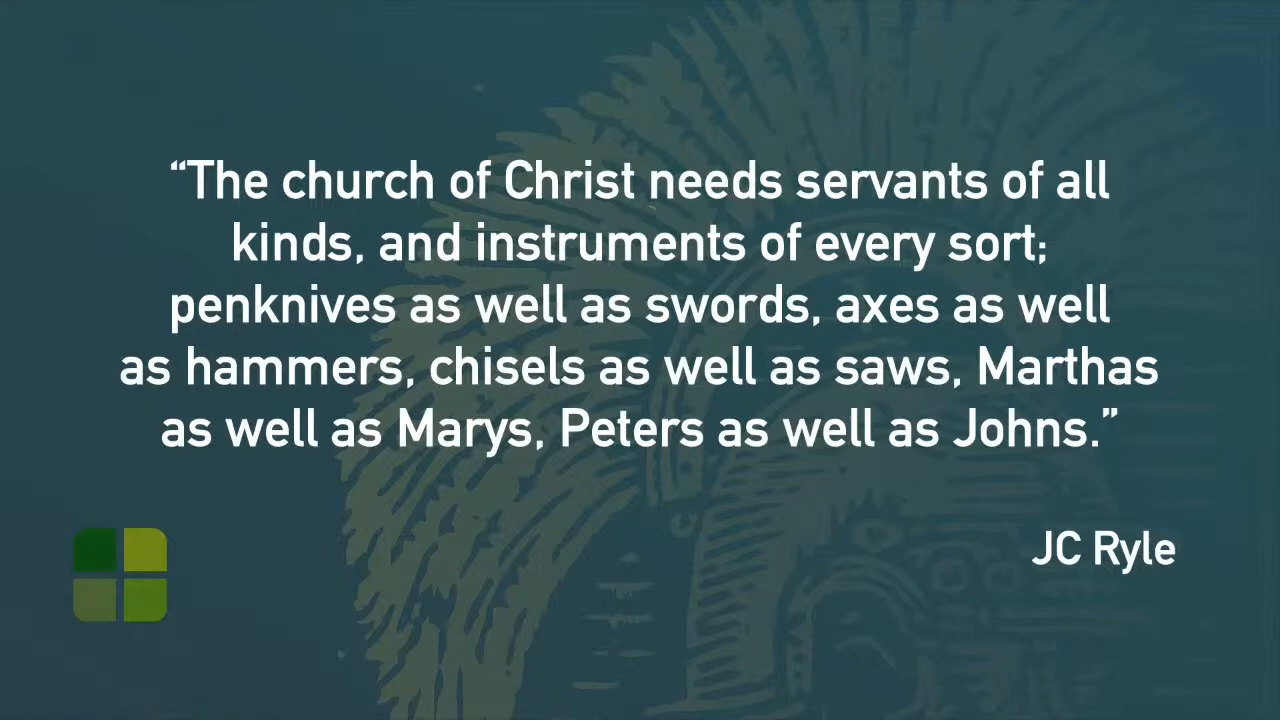 “The church of Christ needs servants of all
kinds, and instruments of every sort;
penknives as well as swords, axes as well
as hammers, chisels as well as saws, Marthas
as well as Marys, Peters as well as Johns.”
JC Ryle